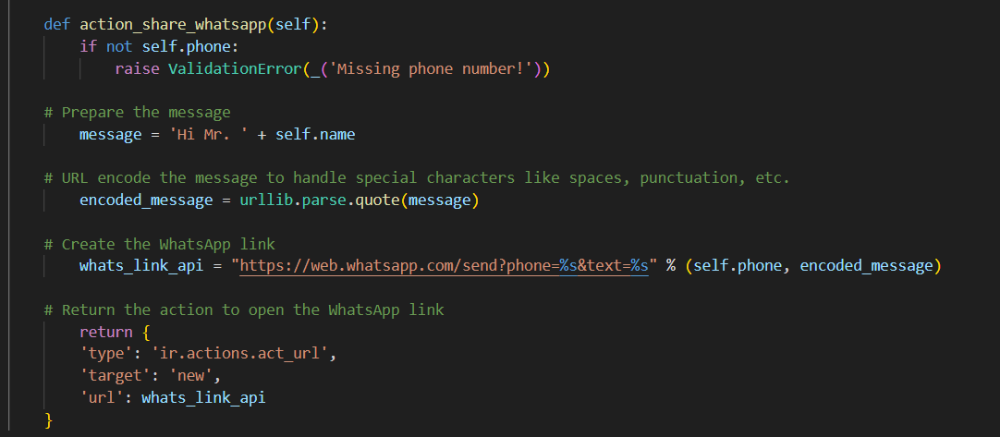 def action_share_whatsapp(self):
if not self.phone:
raise ValidationError(_('Missing phone number!'))
# Prepare the message
message = 'Hi Mr. ' + self.name
# URL encode the message to handle special characters like spaces, punctuation, etc.
encoded_message = urllib.parse.quote(message)
# Create the WhatsApp link
whats_link_api = "https://web.whatsapp.com/send?phone=%s&text=%s" % (self.phone, encoded_message)
# Return the action to open the WhatsApp link
return {
'type': 'ir.actions.act_url',
'target': 'new',
'url': whats_link_api
}